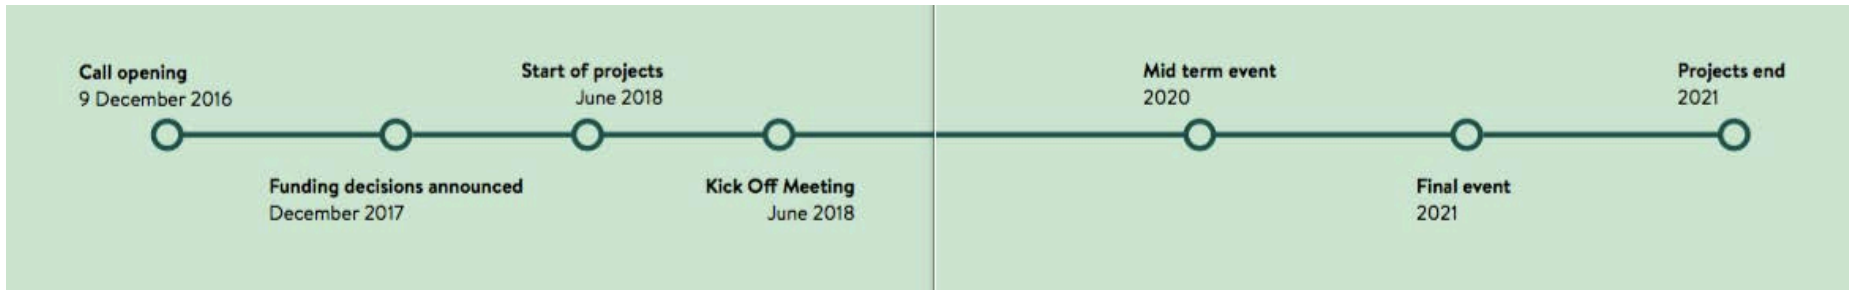 Call opening
9 December 2016
Funding decisions announced
December 2017
Start of projects
June 2018
Kick Off Meeting
June 2018
Mid term event
2020
Final event
2021
Projects end
2021